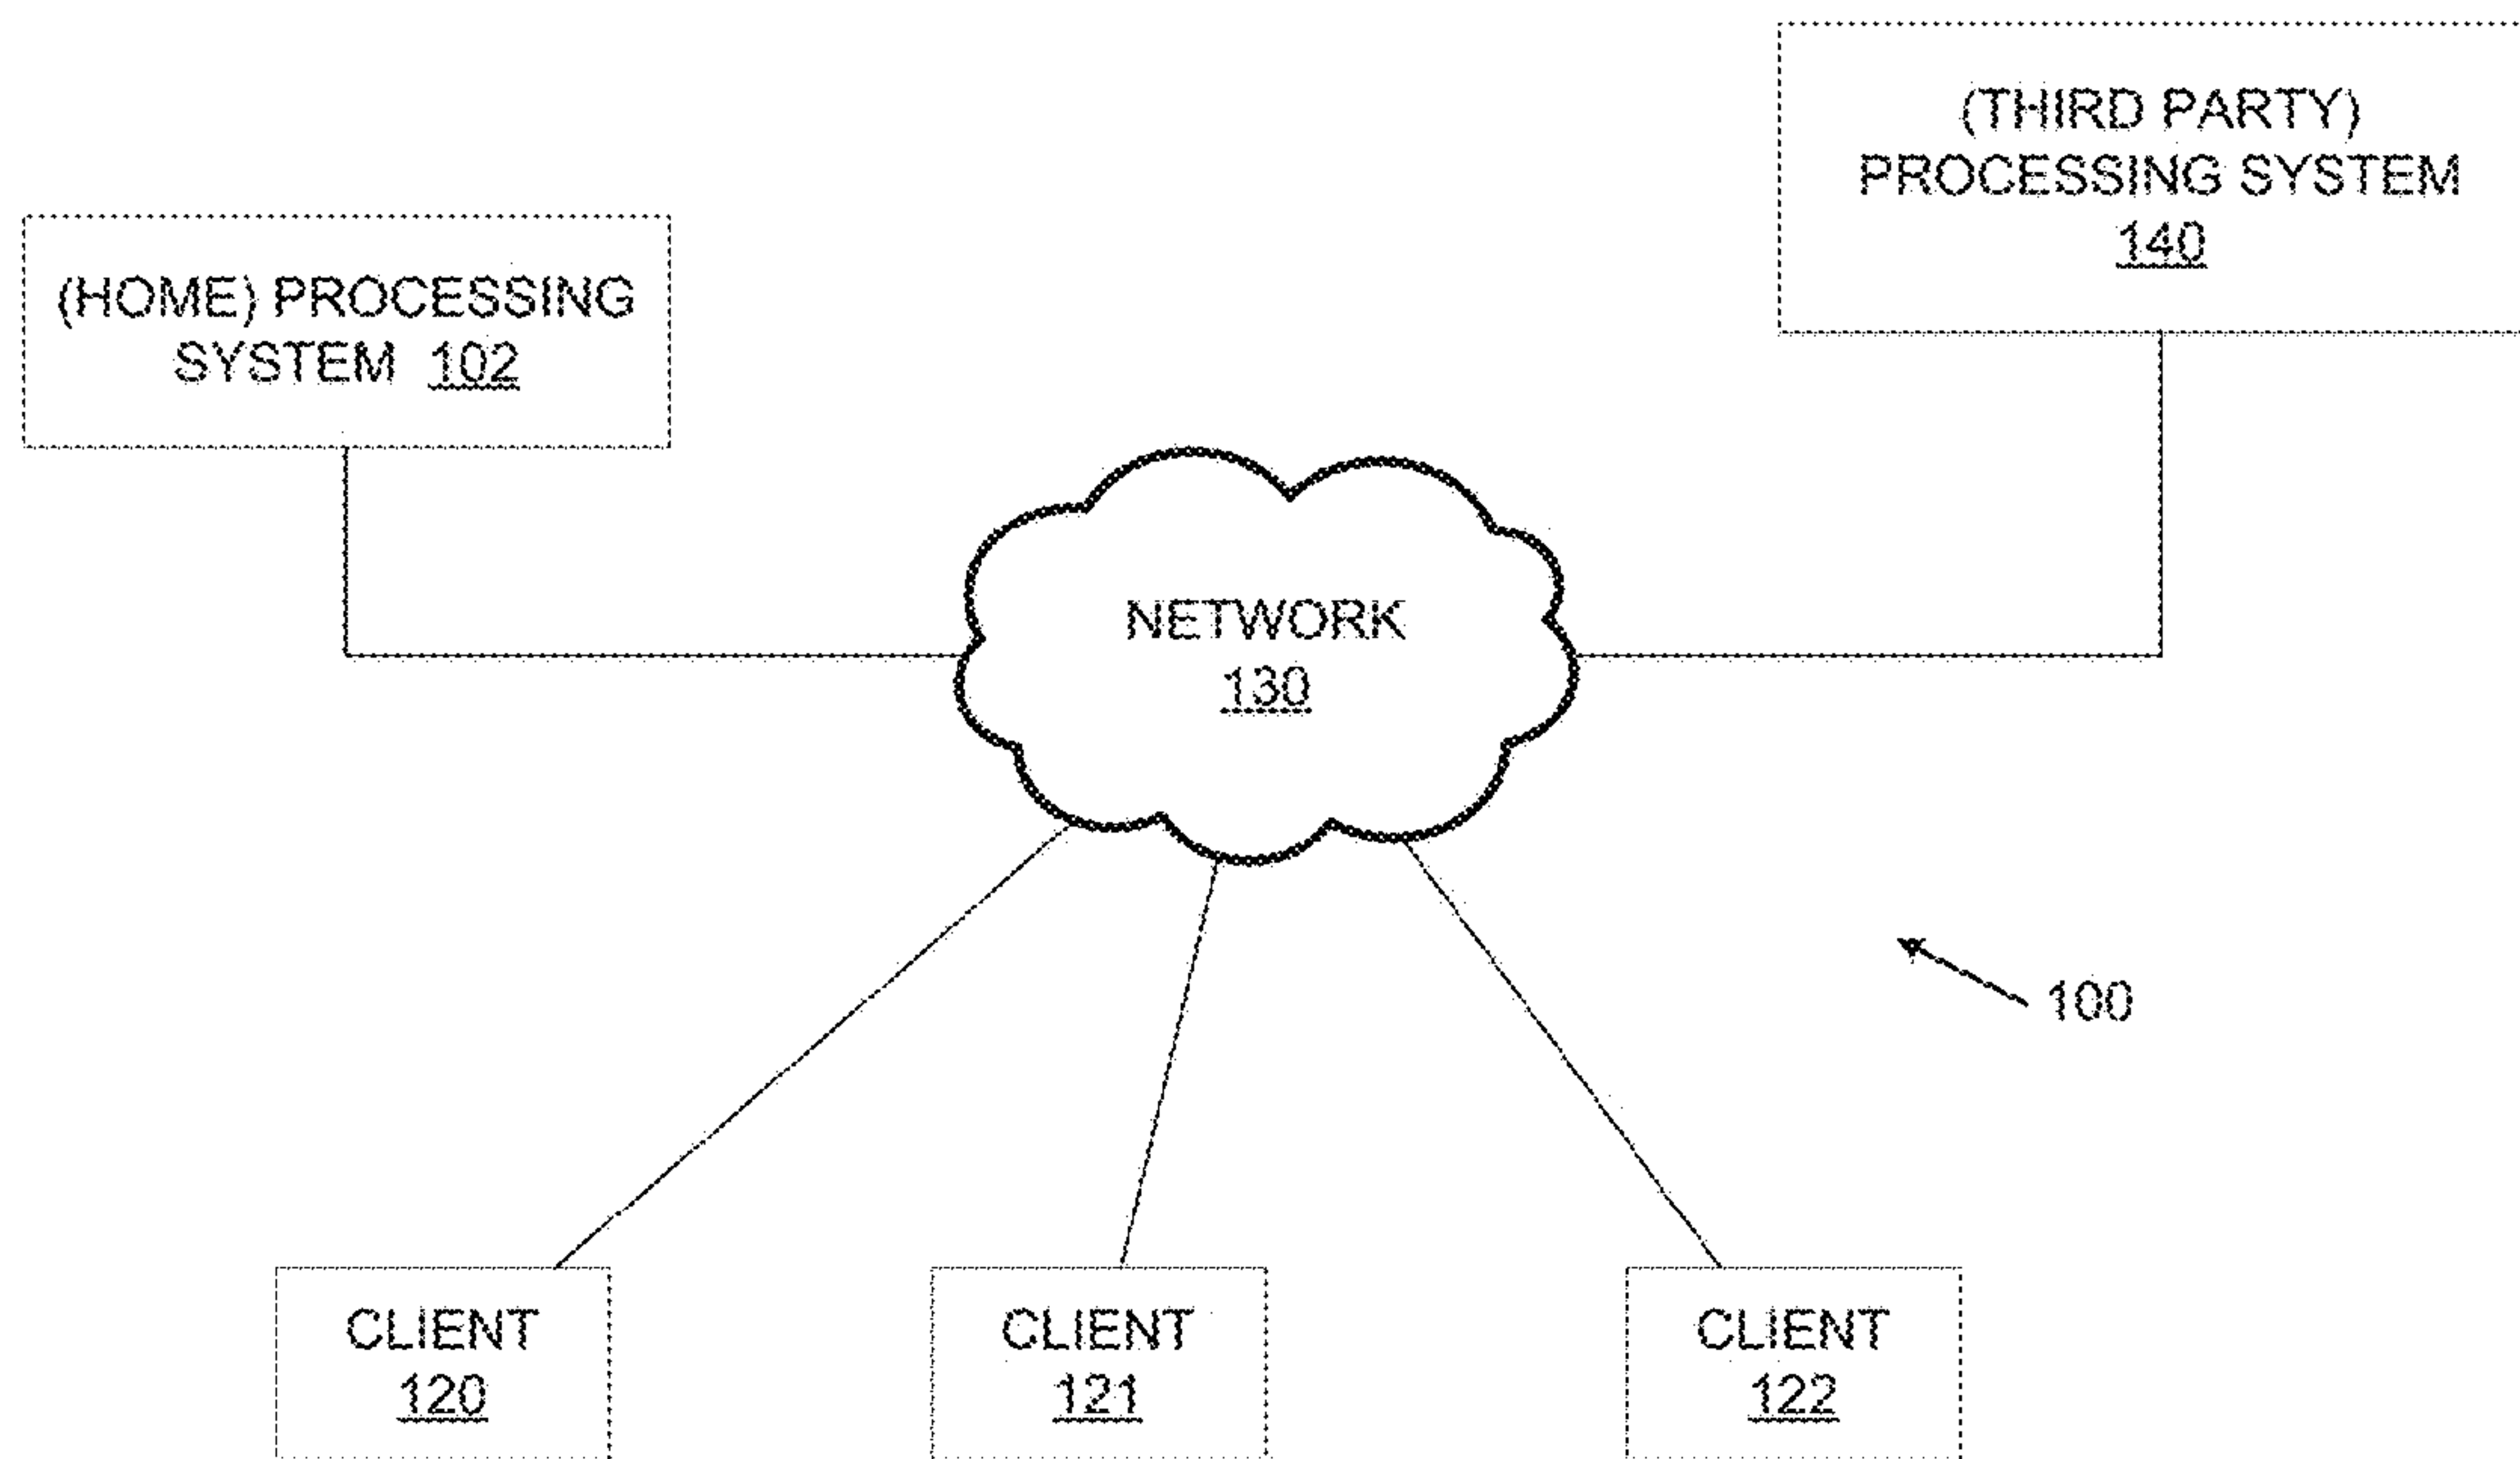 (THIRD PARTY)
PROCESSING SYSTEM
140
(HOME) PROCESSING
SYSTEM 102
NETWORK
130
100
CLIENT
120
CLIENT
121
CLIENT
122